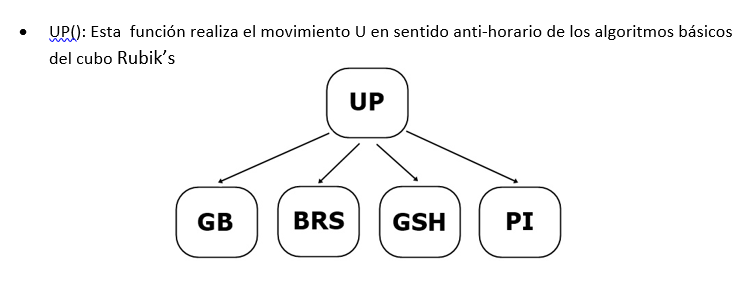 • UP(): Esta función realiza el movimiento U en sentido anti-horario de los algoritmos básicos
del cubo Rubik's
UP
GB BRS GSH PI